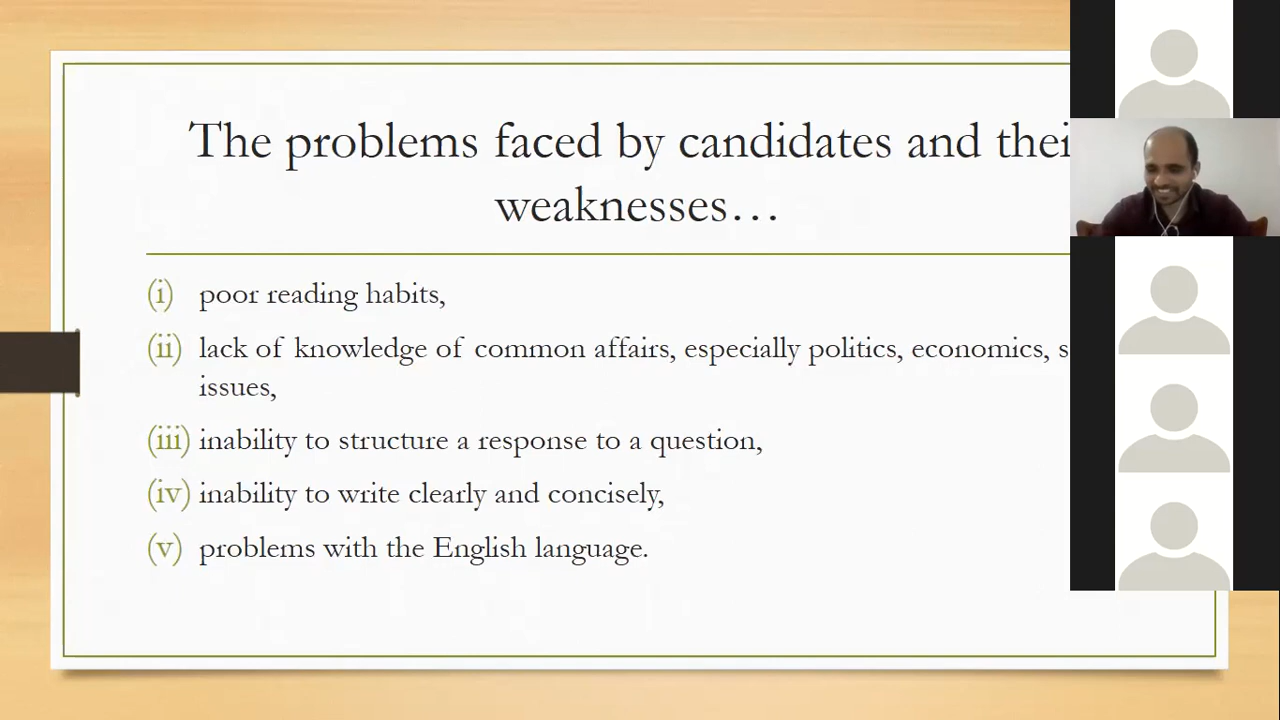 The problems faced by candidates and thei
weaknesses…
(i) poor reading habits,
(ii) lack of knowledge of common affairs, especially politics, economics, s
issues,
(iii) inability to structure a response to a question,
(iv) inability to write clearly and concisely,
(v) problems with the English language.